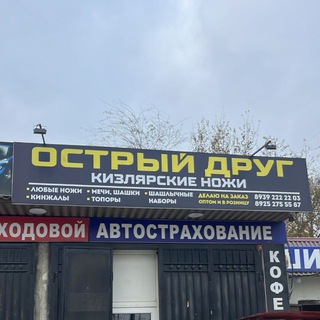 ОСТРЫЙ ДРУГ
КИЗЛЯРСКИЕ НОЖИ
• ЛЮБЫЕ НОЖИ • МЕЧИ, ШАШКИ • ШАШЛЫЧНЫЕ ДЕЛАЮ НА ЗАКАЗ 8939 222 22 03
• КИНЖАЛЫ • ТОПОРЫ НАБОРЫ ОПТОМ И В РОЗНИЦУ 8925 275 55 87
ХОДОВОЙ АВТОСТРАХОВАНИЕ
КОФЕ
ШИ